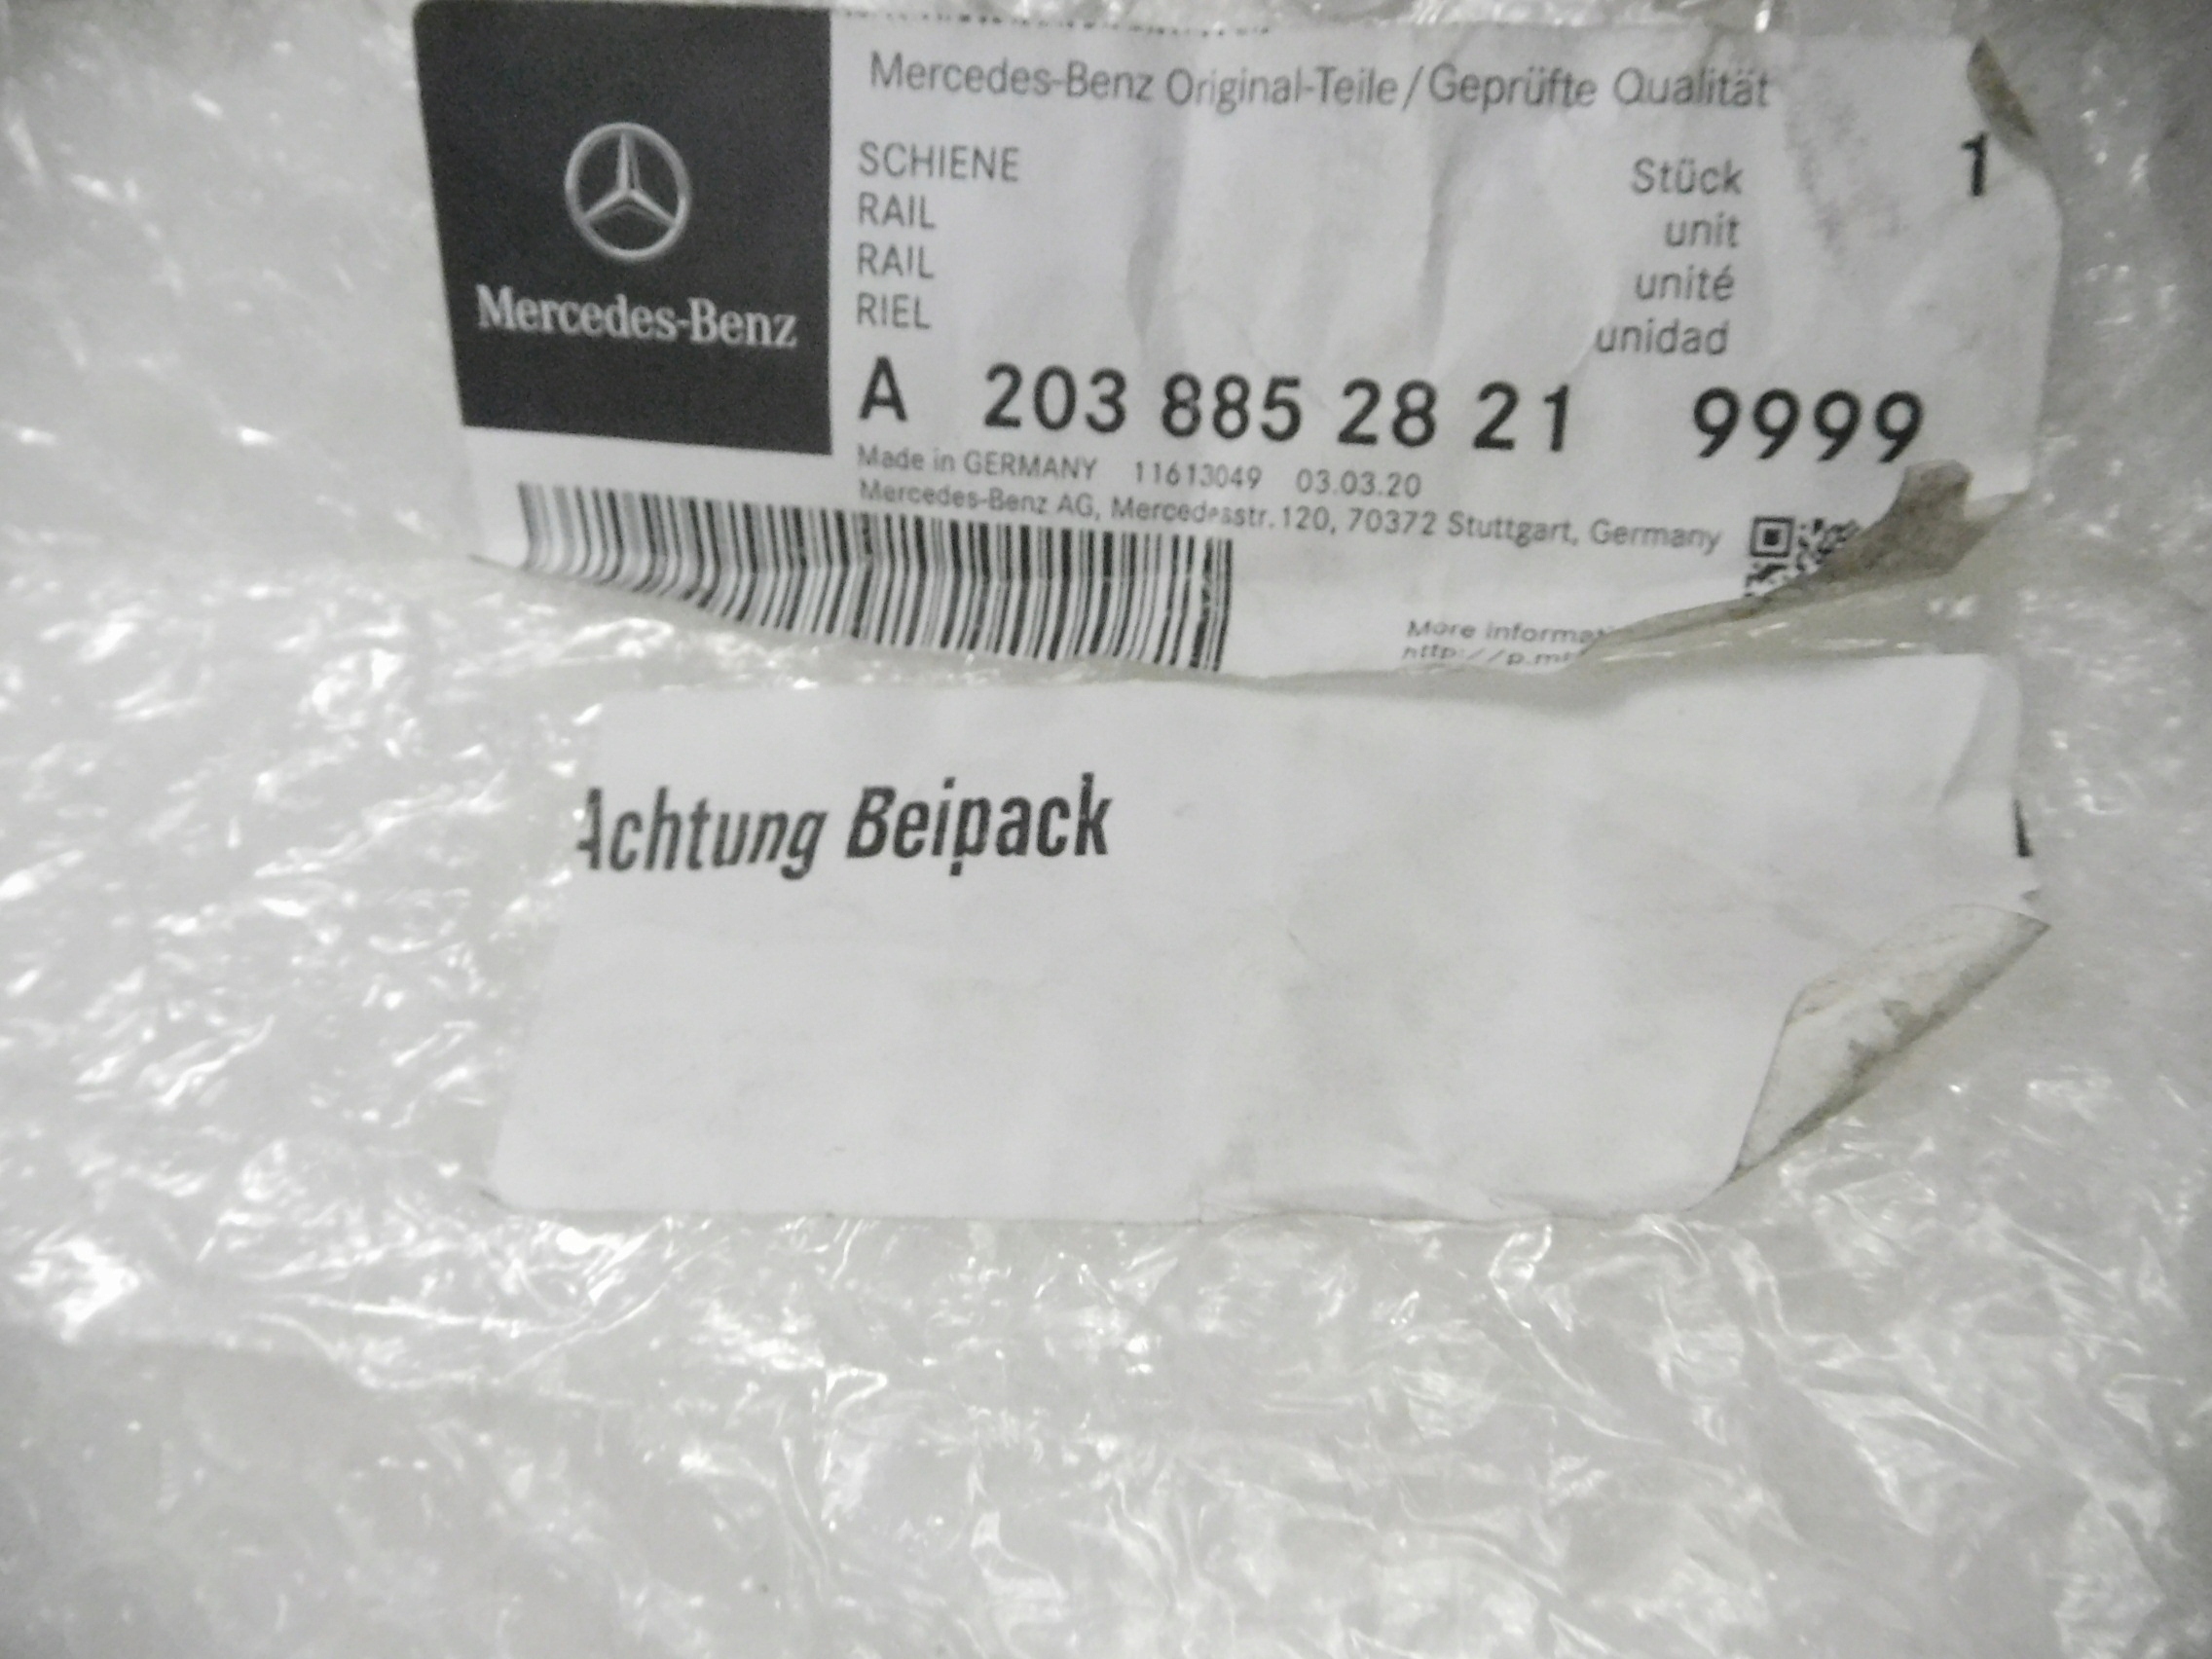 Mercedes-Benz
Mercedes-Benz Original-Teile/Geprüfte Qualität
SCHIENE
RAIL
RAIL
RIEL
Stück
unit
unité
unidad
1
A 203 885 28 21 9999
Made in GERMANY 11613049 03.03.20
Mercedes-Benz AG, Mercedesstr. 120, 70372 Stuttgart, Germany
More
Achtung Beipack